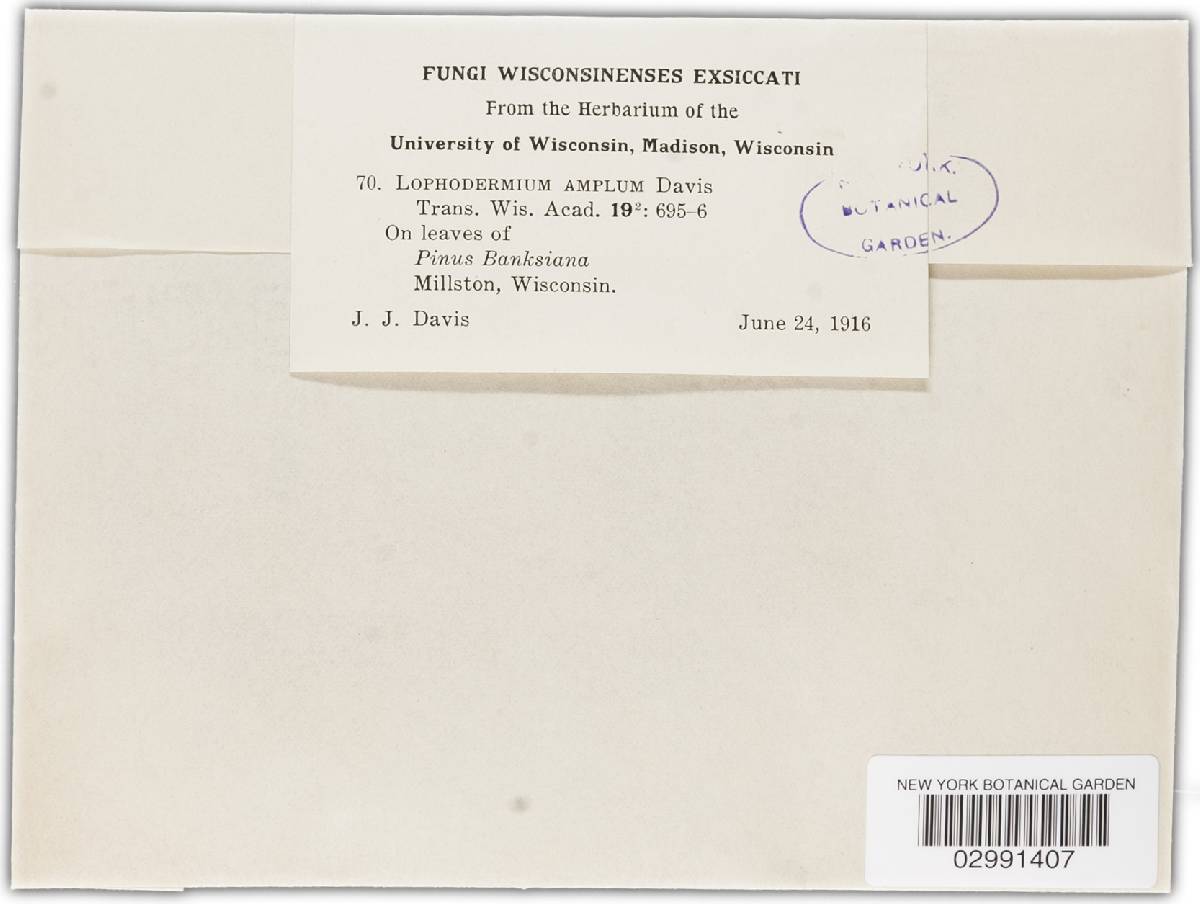 FUNGI WISCONSINENSES EXSICCATI
From the Herbarium of the
University of Wisconsin, Madison, Wisconsin
70. LOPHODERMIUM AMPLUM Davis
Trans. Wis. Acad. 19²: 695–6
On leaves of
Pinus Banksiana
Millston, Wisconsin.
J. J. Davis June 24, 1916
BOTANICAL
GARDEN.
NEW YORK BOTANICAL GARDEN
02991407